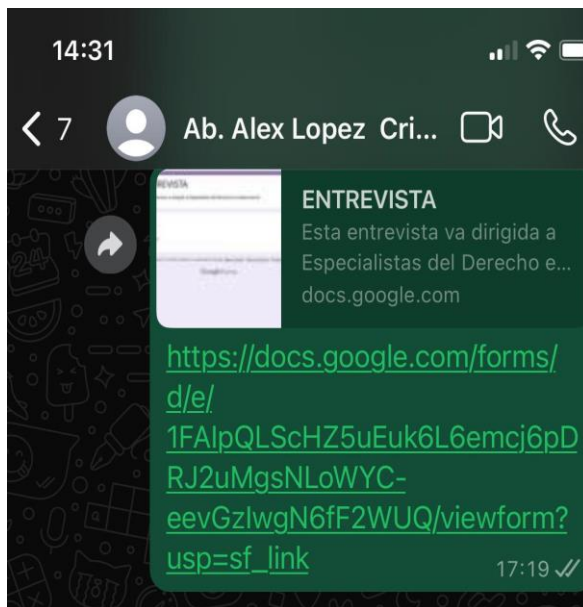 14:31
7
Ab. Alex Lopez Cri...
ENTREVISTA
Esta entrevista va dirigida a
Especialistas del Derecho e...
docs.google.com
https://docs.google.com/forms/
d/e/
1FAIpQLScHZ5uEuk6L6emcj6pD
RJ2uMgsNLoWYC-
eevGzIwgN6fF2WUQ/viewform?
usp=sf_link
17:19